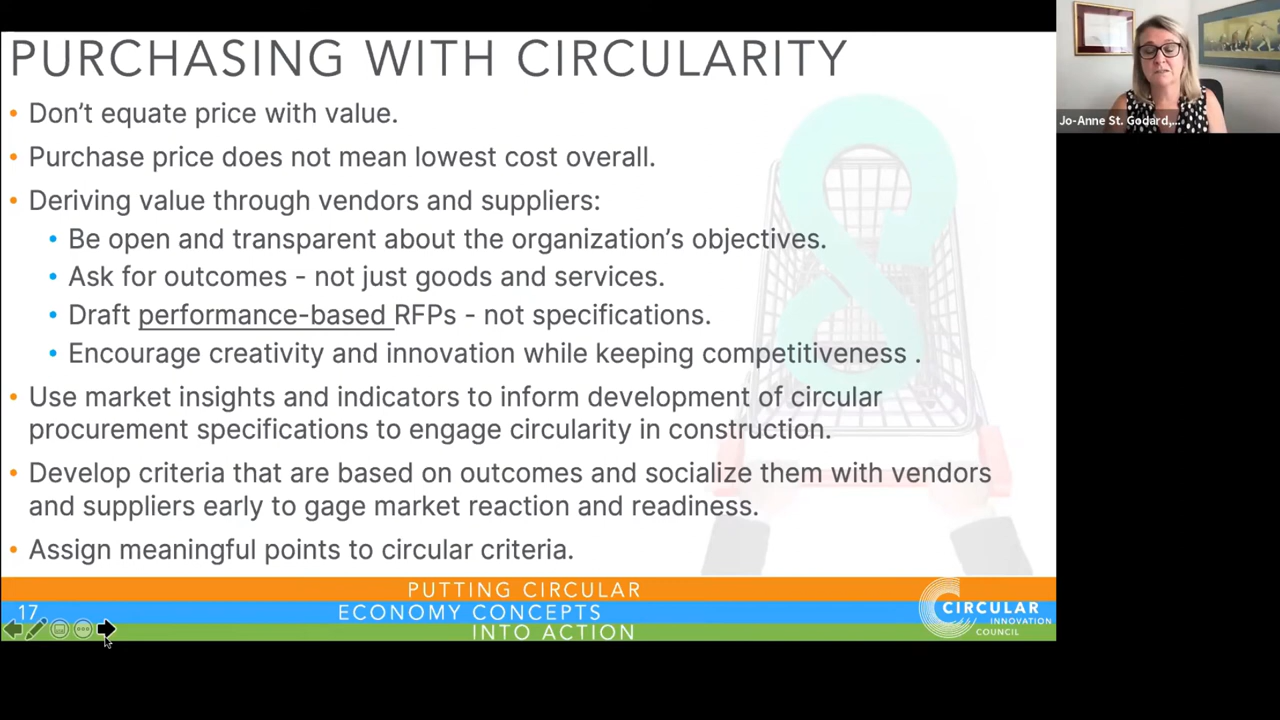 PURCHASING WITH CIRCULARITY
• Don't equate price with value.
• Purchase price does not mean lowest cost overall.
• Deriving value through vendors and suppliers:
• Be open and transparent about the organization's objectives.
• Ask for outcomes - not just goods and services.
• Draft performance-based RFPs - not specifications.
• Encourage creativity and innovation while keeping competitiveness .
• Use market insights and indicators to inform development of circular
procurement specifications to engage circularity in construction.
• Develop criteria that are based on outcomes and socialize them with vendors
and suppliers early to gage market reaction and readiness.
• Assign meaningful points to circular criteria.
PUTTING CIRCULAR
ECONOMY CONCEPTS
INTO ACTION
17
CIRCULAR
INNOVATION
COUNCIL
Jo-Anne St. Godard,...